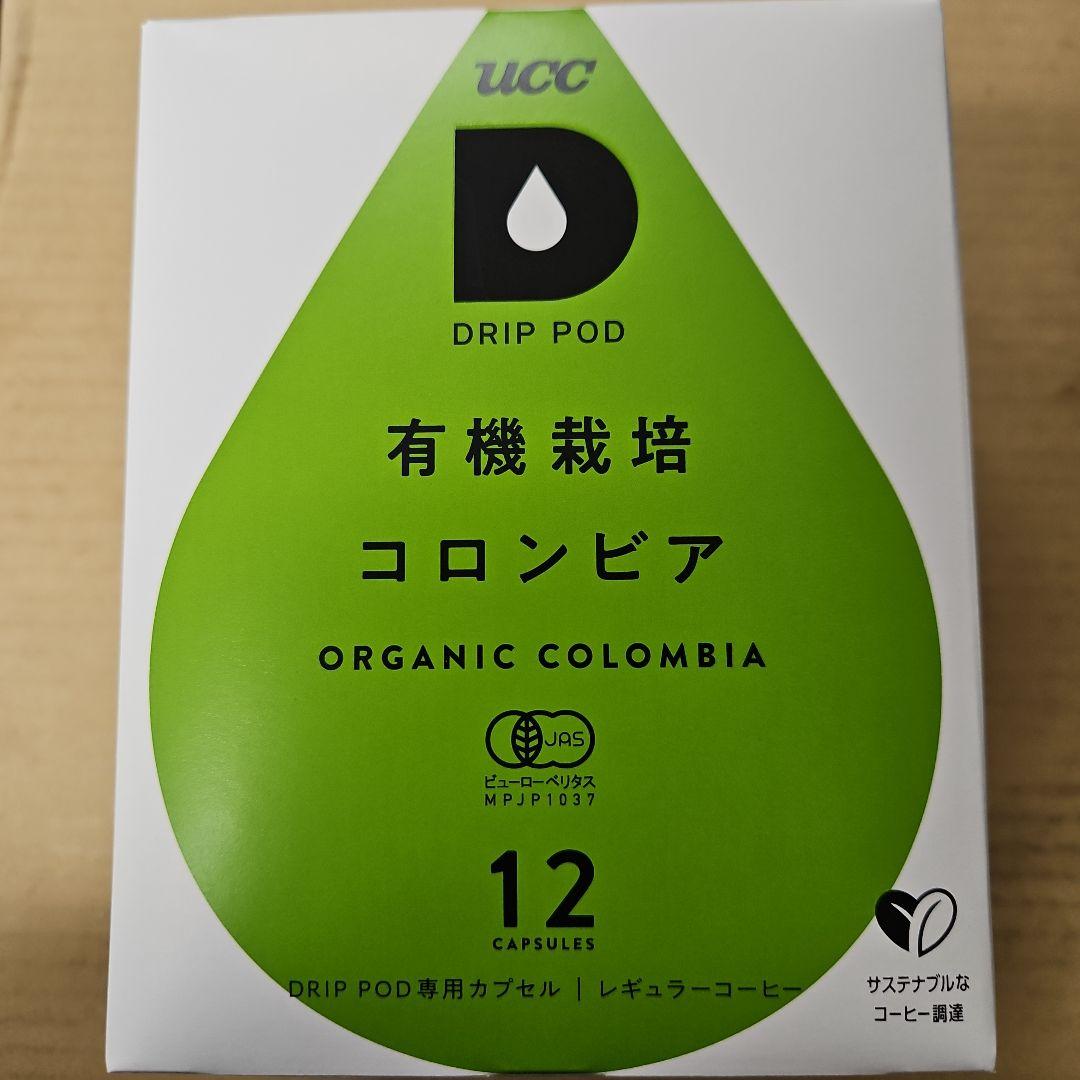 UCC
D
DRIP POD
有機栽培
コロンビア
ORGANIC COLOMBIA
JAS
ビューローベリタス
MPJP1037
12
CAPSULES
DRIP POD専用カプセル | レギュラーコーヒー
サステナブルな
コーヒー調達